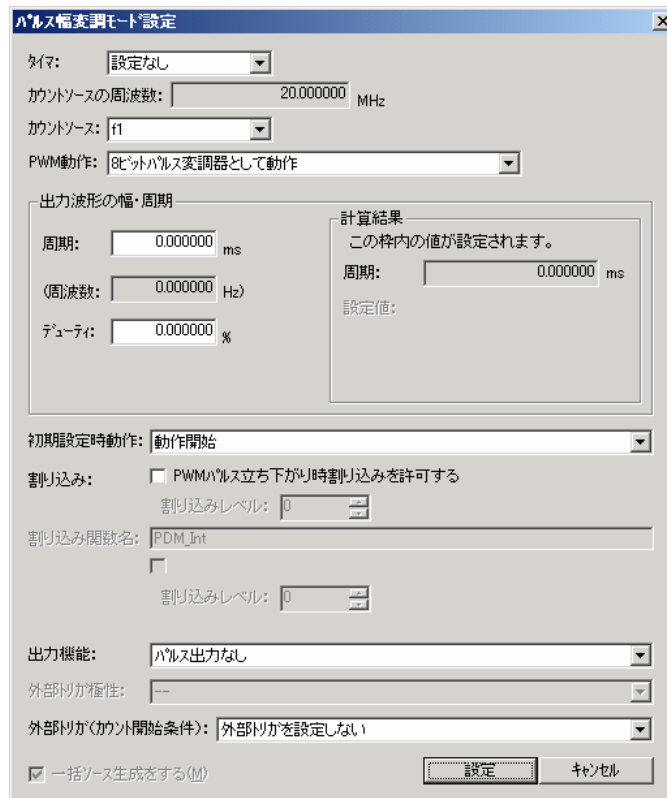 パルス幅変調モード設定
タイマ: 設定なし
カウントソースの周波数: 20.000000 MHz
カウントソース: f1
PWM動作: 8ビットパルス変調器として動作
出力波形の幅・周期
周期: 0.000000 ms
(周波数: 0.000000 Hz)
デューティ: 0.000000 %
計算結果
この枠内の値が設定されます。
周期: 0.000000 ms
設定値:
初期設定時動作: 動作開始
割り込み: PWMパルス立ち下がり時割り込みを許可する
割り込みレベル: 0
割り込み関数名: PDM_Int
割り込みレベル: 0
出力機能: パルス出力なし
外部トリガ極性: --
外部トリガ(カウント開始条件): 外部トリガを設定しない
一括ソース生成をする(M)
設定 キャンセル